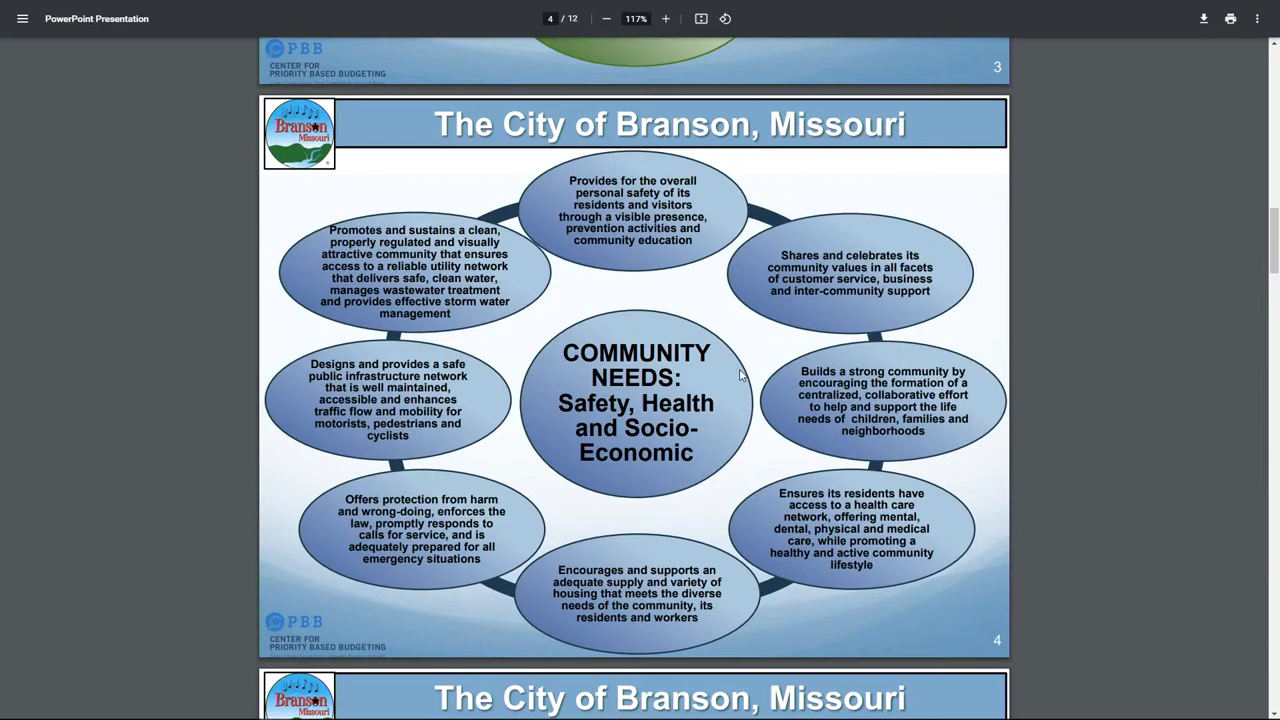 PowerPoint Presentation
4 / 12
117%
PBB
CENTER FOR
PRIORITY BASED BUDGETING
3
Branson
Missouri
The City of Branson, Missouri
Provides for the overall
personal safety of its
residents and visitors
through a visible presence,
prevention activities and
community education
Promotes and sustains a clean,
properly regulated and visually
attractive community that ensures
access to a reliable utility network
that delivers safe, clean water,
manages wastewater treatment
and provides effective storm water
management
Shares and celebrates its
community values in all facets
of customer service, business
and inter-community support
Designs and provides a safe
public infrastructure network
that is well maintained,
accessible and enhances
traffic flow and mobility for
motorists, pedestrians and
cyclists
COMMUNITY
NEEDS:
Safety, Health
and Socio-
Economic
Builds a strong community by
encouraging the formation of a
centralized, collaborative effort
to help and support the life
needs of children, families and
neighborhoods
Offers protection from harm
and wrong-doing, enforces the
law, promptly responds to
calls for service, and is
adequately prepared for all
emergency situations
Ensures its residents have
access to a health care
network, offering mental,
dental, physical and medical
care, while promoting a
healthy and active community
lifestyle
Encourages and supports an
adequate supply and variety of
housing that meets the diverse
needs of the community, its
residents and workers
PBB
CENTER FOR
PRIORITY BASED BUDGETING
4
Branson
Missouri
The City of Branson, Missouri